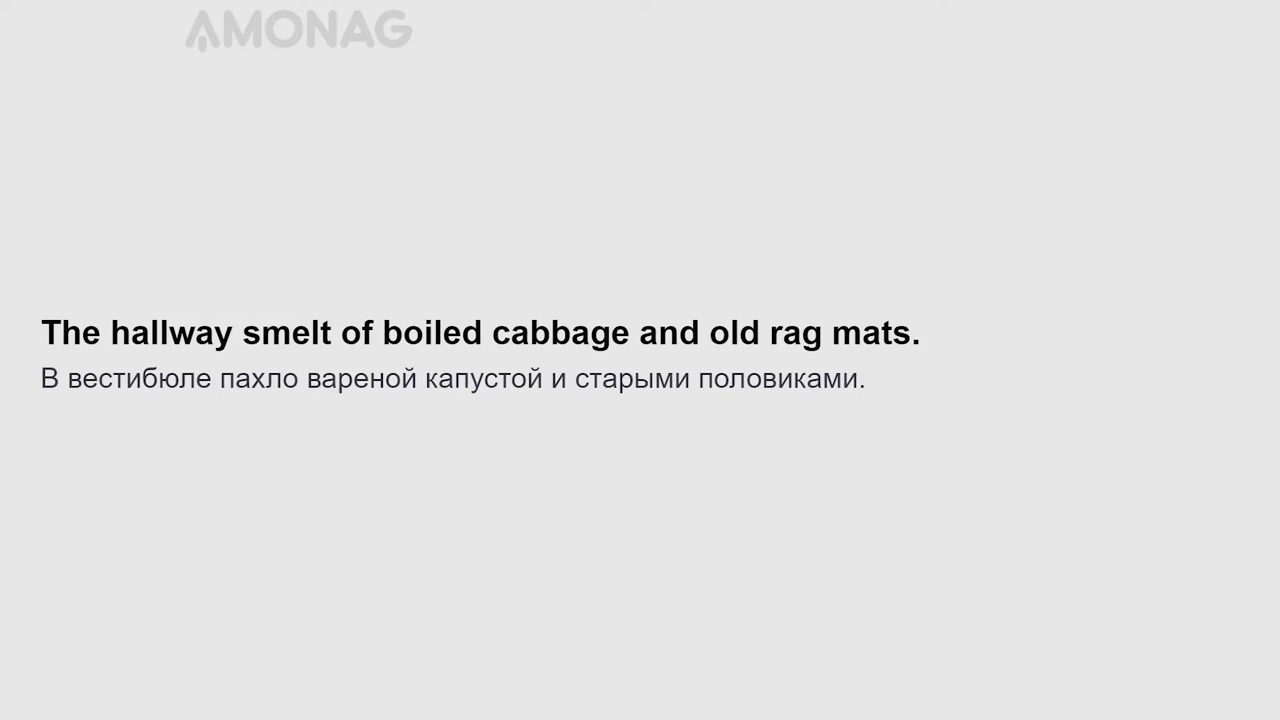 AMONAG
The hallway smelt of boiled cabbage and old rag mats.
В вестибюле пахло вареной капустой и старыми половиками.